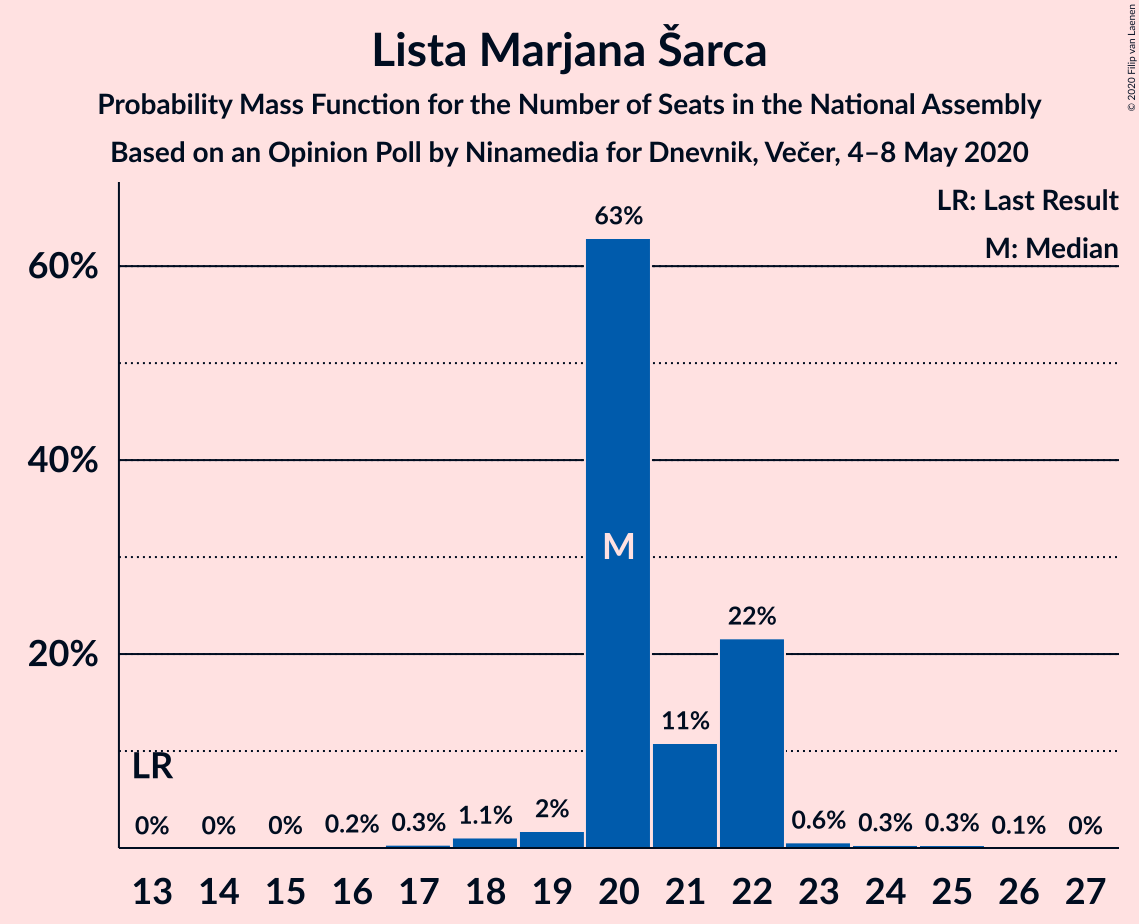 Lista Marjana Šarca
Probability Mass Function for the Number of Seats in the National Assembly
Based on an Opinion Poll by Ninamedia for Dnevnik, Večer, 4–8 May 2020
© 2020 Filip van Laenen
LR: Last Result
M: Median
60%
40%
20%
63%
M
22%
11%
LR
0%
0%
0%
0.2%
0.3%
1.1%
2%
0.6%
0.3%
0.3%
0.1%
0%
13 14 15 16 17 18 19 20 21 22 23 24 25 26 27